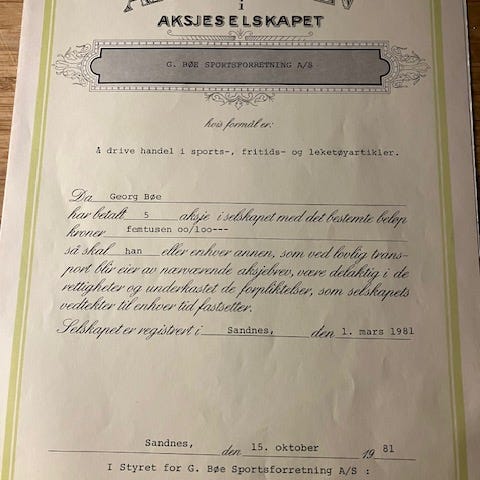 i
AKSJESELSKAPET
G. BØE SPORTSFORRETNING A/S
hvis formål er:
Å drive handel i sports-, fritids- og leketøyartikler.
Da Georg Bøe
har betalt 5 aksje i selskapet med det bestemte beløp
kroner femtusen oo/loo---
så skal han eller enhver annen, som ved lovlig trans-
port blir eier av nærværende aksjebrev, være delaktig i de
rettigheter og underkastet de forpliktelser, som selskapets
vedtekter til enhver tid fastsetter.
Selskapet er registrert i Sandnes, den 1. mars 1981
Sandnes, den 15. oktober 19 81
I Styret for G. Bøe Sportsforretning A/S :